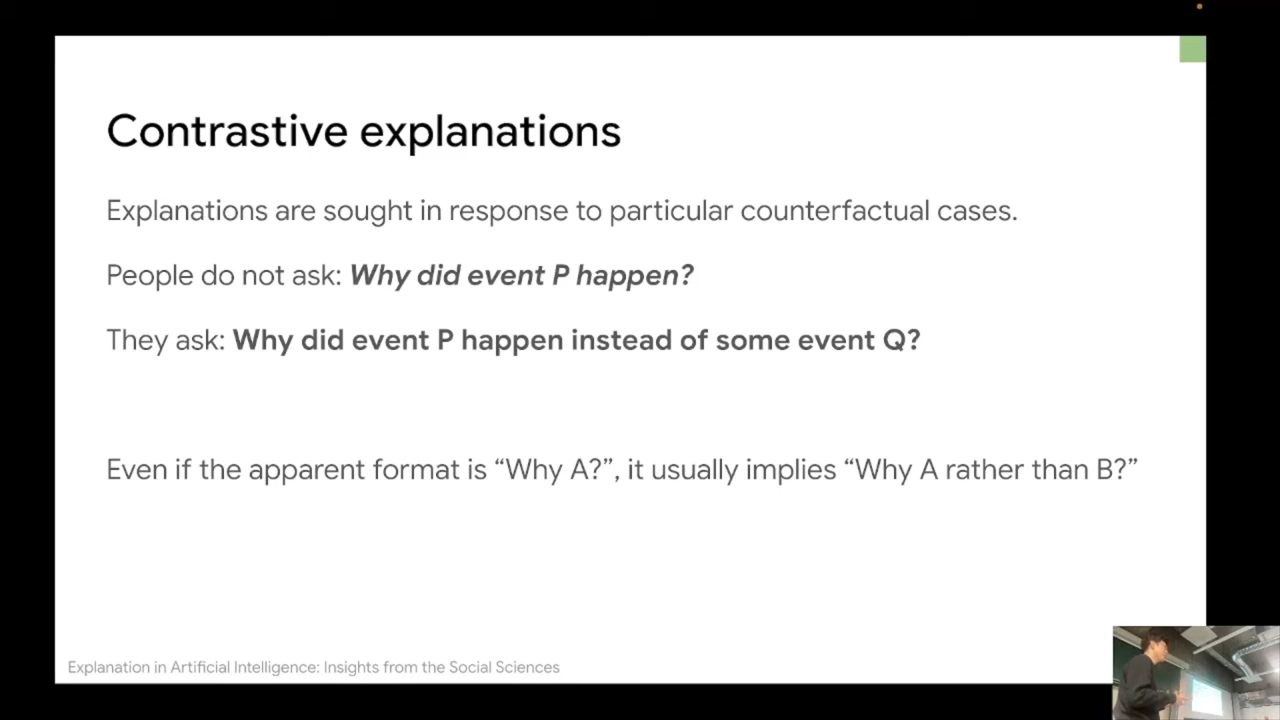 Contrastive explanations
Explanations are sought in response to particular counterfactual cases.
People do not ask: Why did event P happen?
They ask: Why did event P happen instead of some event Q?
Even if the apparent format is “Why A?”, it usually implies “Why A rather than B?”
Explanation in Artificial Intelligence: Insights from the Social Sciences